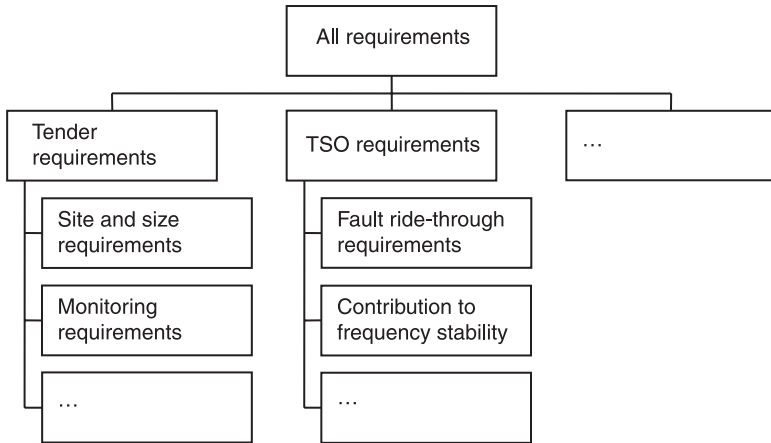 All requirements
Tender
requirements
TSO requirements
...
Site and size
requirements
Monitoring
requirements
...
Fault ride-through
requirements
Contribution to
frequency stability
...